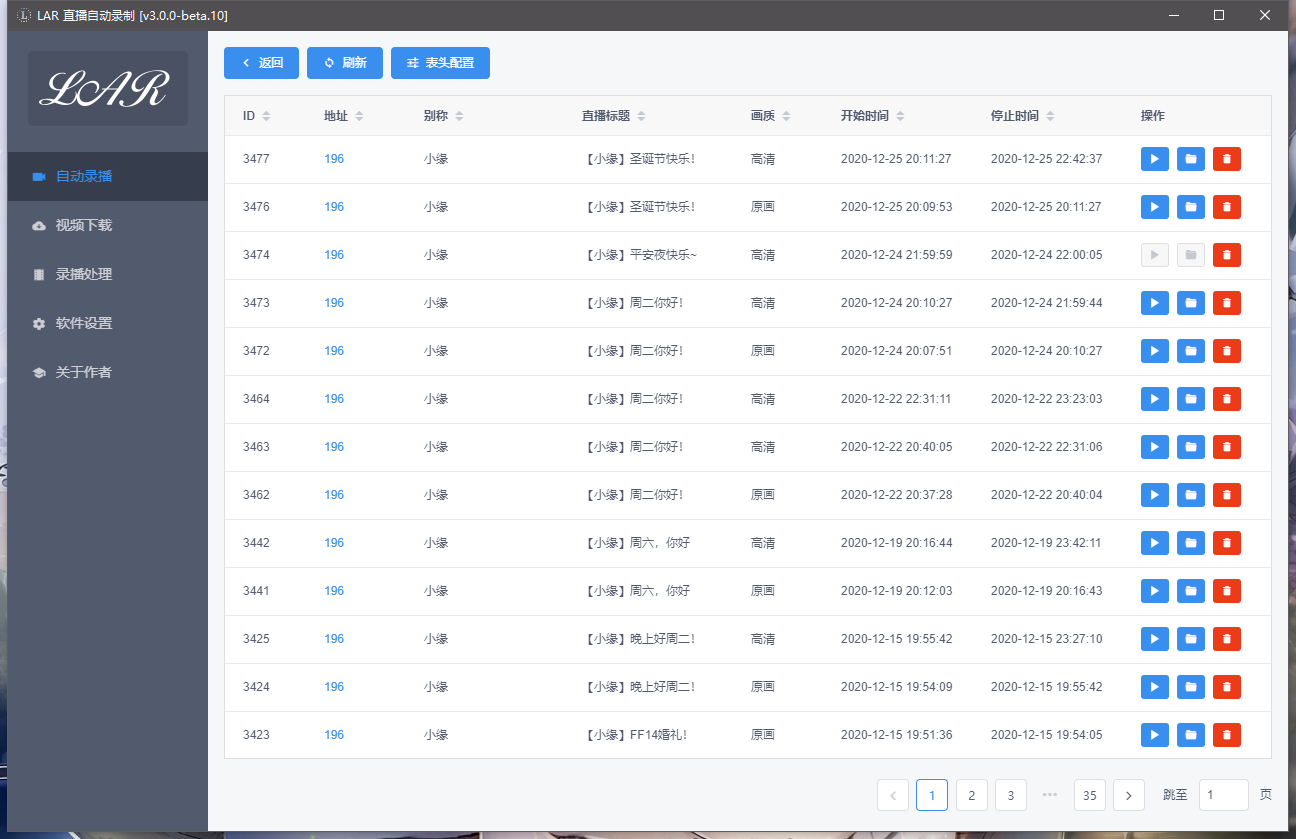 LAR 直播自动录制 [v3.0.0-beta.10]
LAR
自动录播
视频下载
录播处理
软件设置
关于作者
返回 刷新 表头配置
ID 地址 别称 直播标题 画质 开始时间 停止时间 操作
3477 196 小缘 【小缘】圣诞节快乐! 高清 2020-12-25 20:11:27 2020-12-25 22:42:37
3476 196 小缘 【小缘】圣诞节快乐! 原画 2020-12-25 20:09:53 2020-12-25 20:11:27
3474 196 小缘 【小缘】平安夜快乐~ 高清 2020-12-24 21:59:59 2020-12-24 22:00:05
3473 196 小缘 【小缘】周二你好! 高清 2020-12-24 20:10:27 2020-12-24 21:59:44
3472 196 小缘 【小缘】周二你好! 原画 2020-12-24 20:07:51 2020-12-24 20:10:27
3464 196 小缘 【小缘】周二你好! 高清 2020-12-22 22:31:11 2020-12-22 23:23:03
3463 196 小缘 【小缘】周二你好! 高清 2020-12-22 20:40:05 2020-12-22 22:31:06
3462 196 小缘 【小缘】周二你好! 原画 2020-12-22 20:37:28 2020-12-22 20:40:04
3442 196 小缘 【小缘】周六，你好 高清 2020-12-19 20:16:44 2020-12-19 23:42:11
3441 196 小缘 【小缘】周六，你好 原画 2020-12-19 20:12:03 2020-12-19 20:16:43
3425 196 小缘 【小缘】晚上好周二! 高清 2020-12-15 19:55:42 2020-12-15 23:27:10
3424 196 小缘 【小缘】晚上好周二! 原画 2020-12-15 19:54:09 2020-12-15 19:55:42
3423 196 小缘 【小缘】FF14婚礼! 原画 2020-12-15 19:51:36 2020-12-15 19:54:05
1 2 3 ••• 35 跳至 1 页